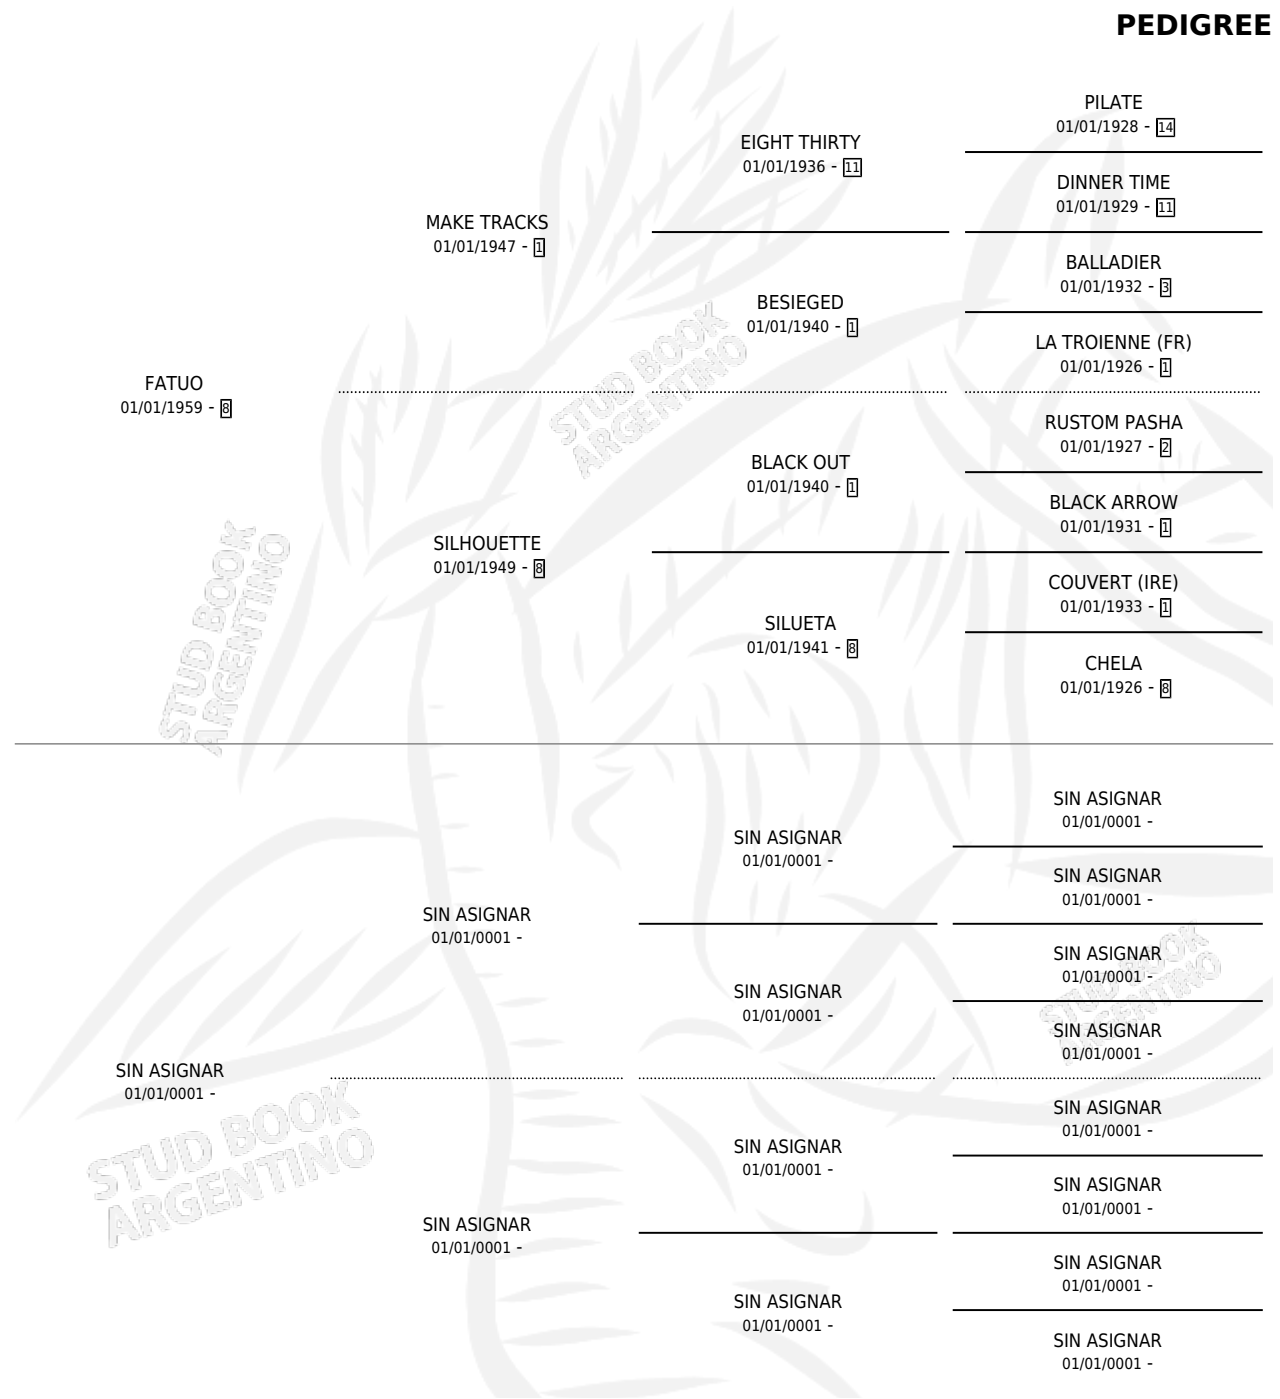 PEDIGREE
PILATE
01/01/1928 - 14
EIGHT THIRTY
01/01/1936 - 11
DINNER TIME
01/01/1929 - 11
MAKE TRACKS
01/01/1947 - 1
BALLADIER
01/01/1932 - 3
BESIEGED
01/01/1940 - 1
LA TROIENNE (FR)
01/01/1926 - 1
FATUO
01/01/1959 - 8
RUSTOM PASHA
01/01/1927 - 2
BLACK OUT
01/01/1940 - 1
BLACK ARROW
01/01/1931 - 1
SILHOUETTE
01/01/1949 - 8
COUVERT (IRE)
01/01/1933 - 1
SILUETA
01/01/1941 - 8
CHELA
01/01/1926 - 8
STUD BOOK
ARGENTINO
STUD BOOK
ARGENTINO
SIN ASIGNAR
01/01/0001 -
SIN ASIGNAR
01/01/0001 -
SIN ASIGNAR
01/01/0001 -
SIN ASIGNAR
01/01/0001 -
SIN ASIGNAR
01/01/0001 -
SIN ASIGNAR
01/01/0001 -
SIN ASIGNAR
01/01/0001 -
SIN ASIGNAR
01/01/0001 -
SIN ASIGNAR
01/01/0001 -
SIN ASIGNAR
01/01/0001 -
SIN ASIGNAR
01/01/0001 -
SIN ASIGNAR
01/01/0001 -
SIN ASIGNAR
01/01/0001 -
SIN ASIGNAR
01/01/0001 -
SIN ASIGNAR
01/01/0001 -
STUD BOOK
ARGENTINO
STUD BOOK
ARGENTINO